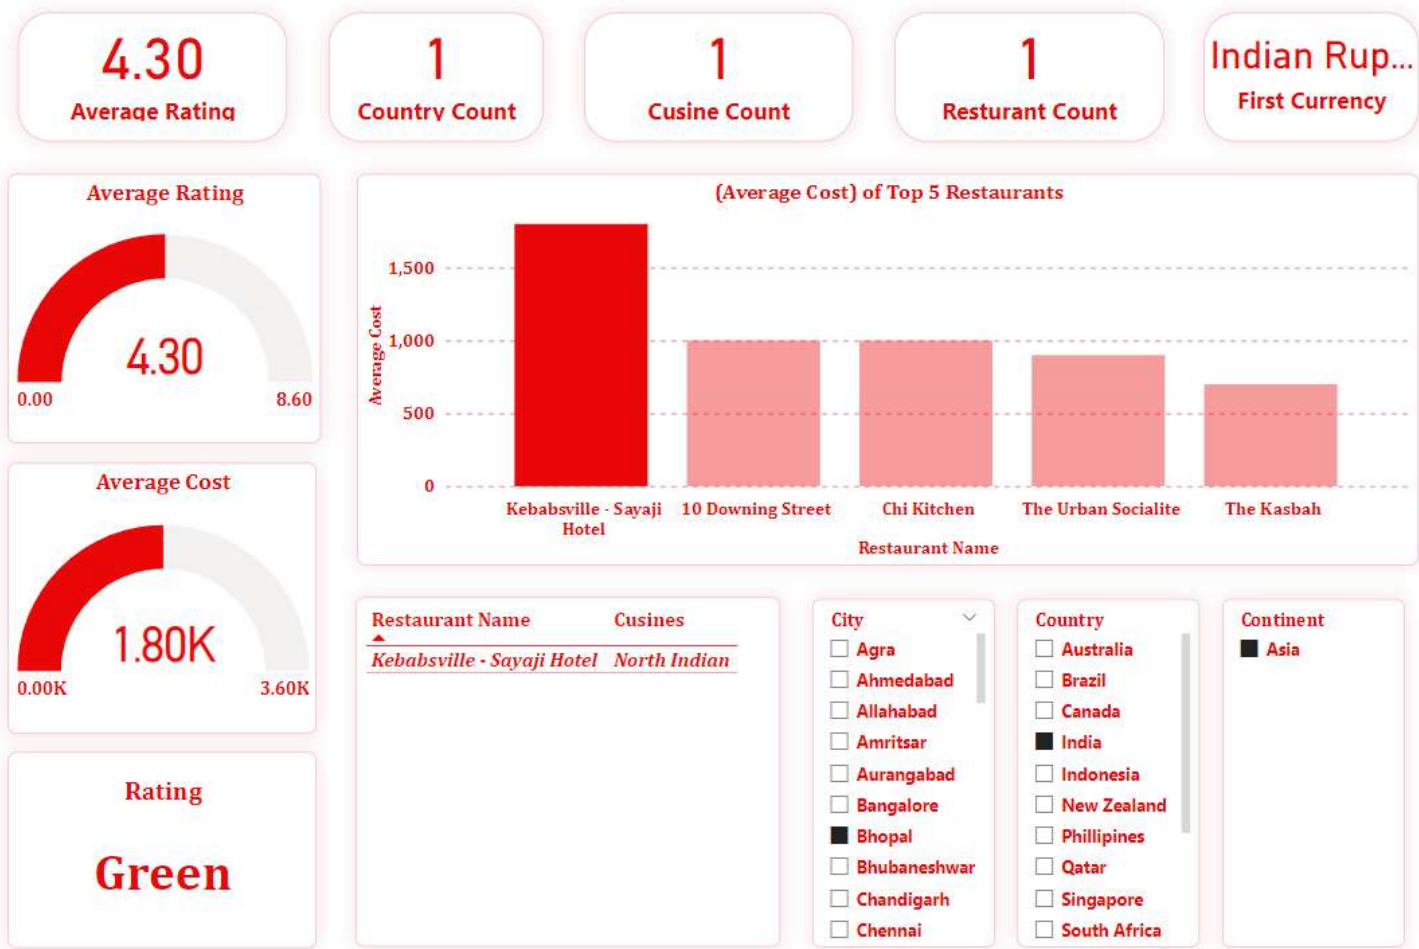 4.30
Average Rating
1
Country Count
1
Cusine Count
1
Resturant Count
Indian Rup...
First Currency
Average Rating
4.30
0.00
8.60
(Average Cost) of Top 5 Restaurants
Average Cost
1,500
1,000
500
0
Kebabsville - Sayaji
Hotel
10 Downing Street
Chi Kitchen
The Urban Socialite
The Kasbah
Restaurant Name
Average Cost
1.80K
0.00K
3.60K
Rating
Green
Restaurant Name Cusines
Kebabsville - Sayaji Hotel North Indian
City
Agra
Ahmedabad
Allahabad
Amritsar
Aurangabad
Bangalore
Bhopal
Bhubaneshwar
Chandigarh
Chennai
Country
Australia
Brazil
Canada
India
Indonesia
New Zealand
Phillipines
Qatar
Singapore
South Africa
Continent
Asia